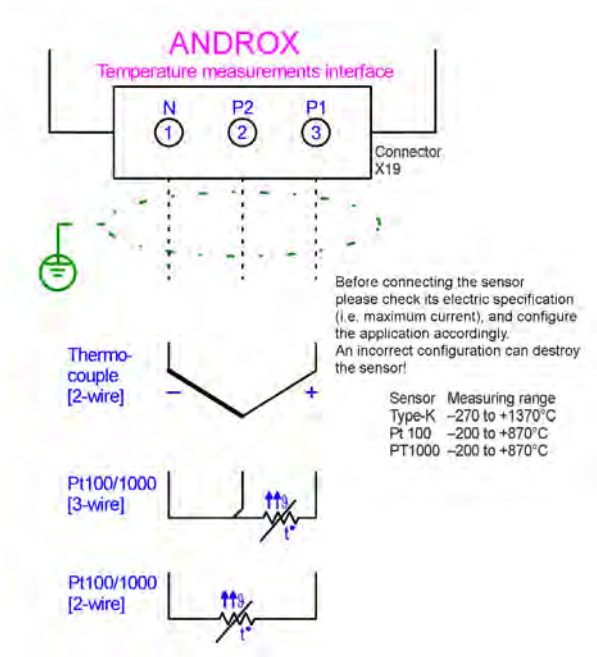 ANDROX
Temperature measurements interface
N P2 P1
1 2 3
Connector
X19
Before connecting the sensor
please check its electric specification
(i.e. maximum current), and configure
the application accordingly.
An incorrect configuration can destroy
the sensor!
Thermo-
couple
[2-wire]
– +
Sensor Measuring range
Type-K –270 to +1370°C
Pt 100 –200 to +870°C
PT1000 –200 to +870°C
Pt100/1000
[3-wire]
ϑ
t°
Pt100/1000
[2-wire]
ϑ
t°